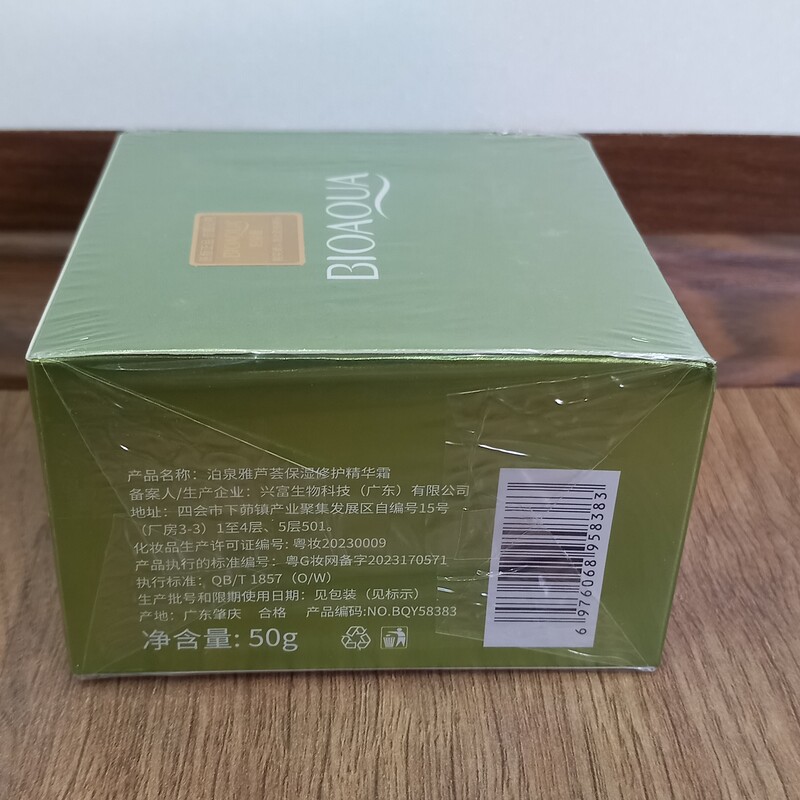 BIOAQUA
产品名称：泊泉雅芦荟保湿修护精华霜
备案人/生产企业：兴富生物科技（广东）有限公司
地址：四会市下茆镇产业聚集发展区自编号15号
（厂房3-3）1至4层、5层501。
化妆品生产许可证编号：粤妆20230009
产品执行的标准编号：粤G妆网备字2023170571
执行标准：QB/T 1857（O/W）
生产批号和限期使用日期：见包装（见标示）
产地：广东肇庆 合格 产品编码:NO.BQY58383
净含量: 50g
6 976068 958383